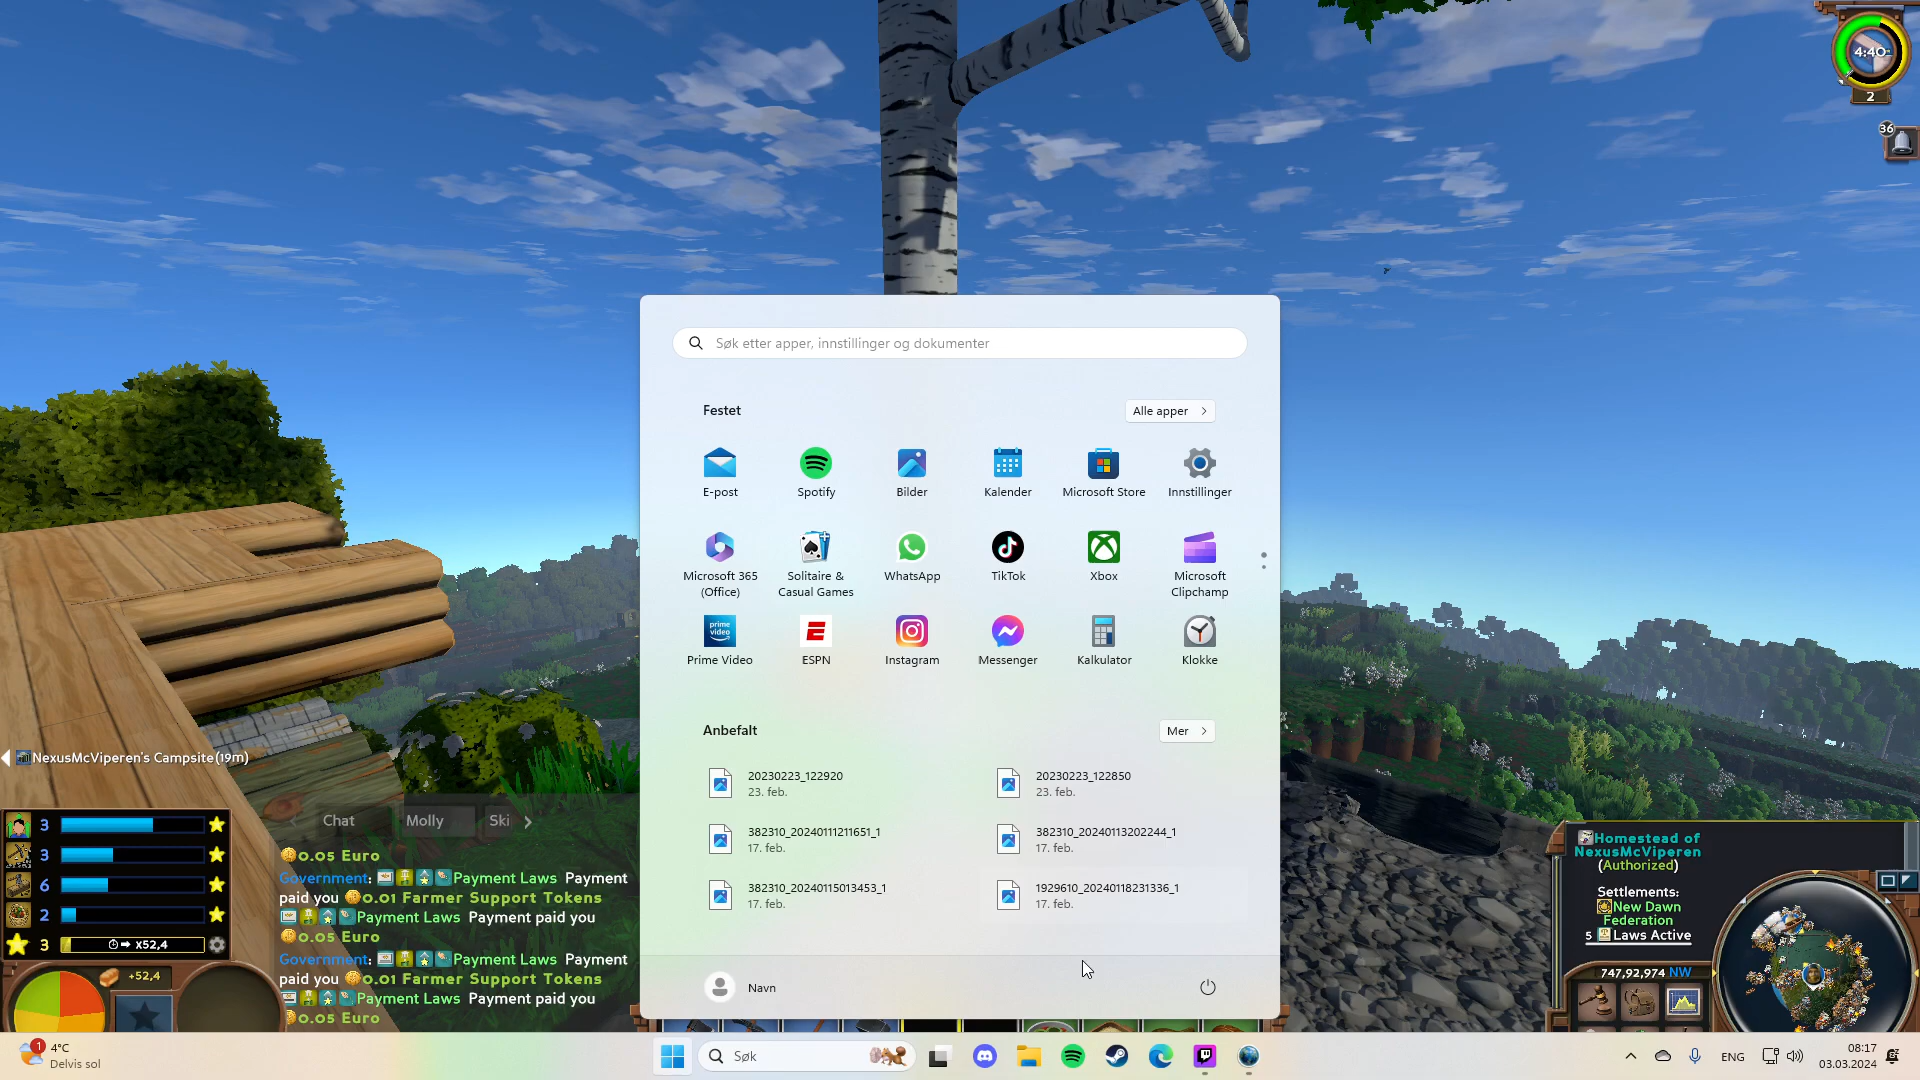 4:40
2
36
Søk etter apper, innstillinger og dokumenter
Festet
Alle apper
E-post
Spotify
Bilder
Kalender
Microsoft Store
Innstillinger
Microsoft 365
(Office)
Solitaire &
Casual Games
WhatsApp
TikTok
Xbox
Microsoft
Clipchamp
prime
video
Prime Video
ESPN
Instagram
Messenger
Kalkulator
Klokke
Anbefalt
Mer
20230223_122920
23. feb.
20230223_122850
23. feb.
382310_20240111211651_1
17. feb.
382310_20240113202244_1
17. feb.
382310_20240115013453_1
17. feb.
1929610_20240118231336_1
17. feb.
Navn
NexusMcViperen's Campsite(19m)
3
3
6
2
3
X52,4
+52,4
Chat
Molly
Ski
0.05 Euro
Government: Payment Laws Payment
paid you 0.01 Farmer Support Tokens
Payment Laws Payment paid you
0.05 Euro
Government: Payment Laws Payment
paid you 0.01 Farmer Support Tokens
Payment Laws Payment paid you
0.05 Euro
Homestead of
NexusMcViperen
(Authorized)
Settlements:
New Dawn
Federation
5 Laws Active
747,92,974 NW
1
4°C
Delvis sol
Søk
ENG
08:17
03.03.2024